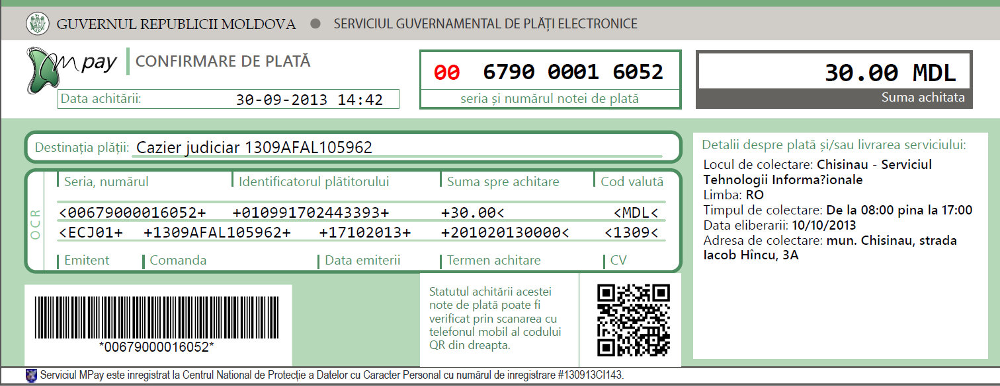 GUVERNUL REPUBLICII MOLDOVA ● SERVICIUL GUVERNAMENTAL DE PLĂȚI ELECTRONICE
Mpay CONFIRMARE DE PLATĂ
Data achitării: 30-09-2013 14:42
00 6790 0001 6052
seria și numărul notei de plată
30.00 MDL
Suma achitata
Destinația plății: Cazier judiciar 1309AFAL105962
OCR
Seria, numărul Identificatorul plătitorului Suma spre achitare Cod valută
<00679000016052+ +010991702443393+ +30.00< <MDL<
<ECJ01+ +1309AFAL105962+ +17102013+ +201020130000< <1309<
Emitent Comanda Data emiterii Termen achitare CV
Detalii despre plată și/sau livrarea serviciului:
Locul de colectare: Chisinau - Serviciul
Tehnologii Informa?ionale
Limba: RO
Timpul de colectare: De la 08:00 pina la 17:00
Data eliberarii: 10/10/2013
Adresa de colectare: mun. Chisinau, strada
Iacob Hîncu, 3A
*00679000016052*
Statutul achitării acestei
note de plată poate fi
verificat prin scanarea cu
telefonul mobil al codului
QR din dreapta.
Serviciul MPay este inregistrat la Centrul National de Protecție a Datelor cu Caracter Personal cu numărul de inregistrare #130913CI143.